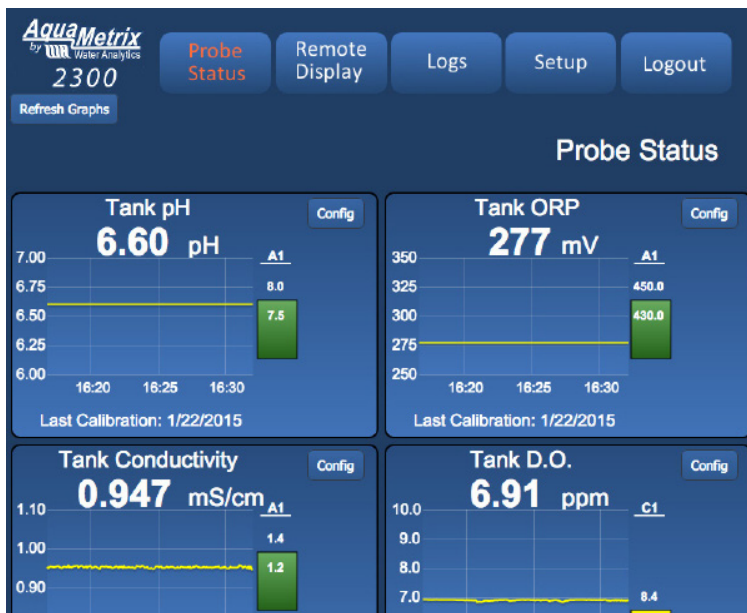 AquaMetrix
by Water Analytics
2300
Probe Status
Remote Display
Logs
Setup
Logout
Refresh Graphs
Probe Status
Tank pH
Config
6.60 pH
A1
7.00
6.75
6.50
6.25
6.00
8.0
7.5
16:20 16:25 16:30
Last Calibration: 1/22/2015
Tank ORP
Config
277 mV
A1
350
325
300
275
250
450.0
430.0
16:20 16:25 16:30
Last Calibration: 1/22/2015
Tank Conductivity
Config
0.947 mS/cm
A1
1.10
1.00
0.90
1.4
1.2
Tank D.O.
Config
6.91 ppm
C1
10.0
9.0
8.0
7.0
8.4